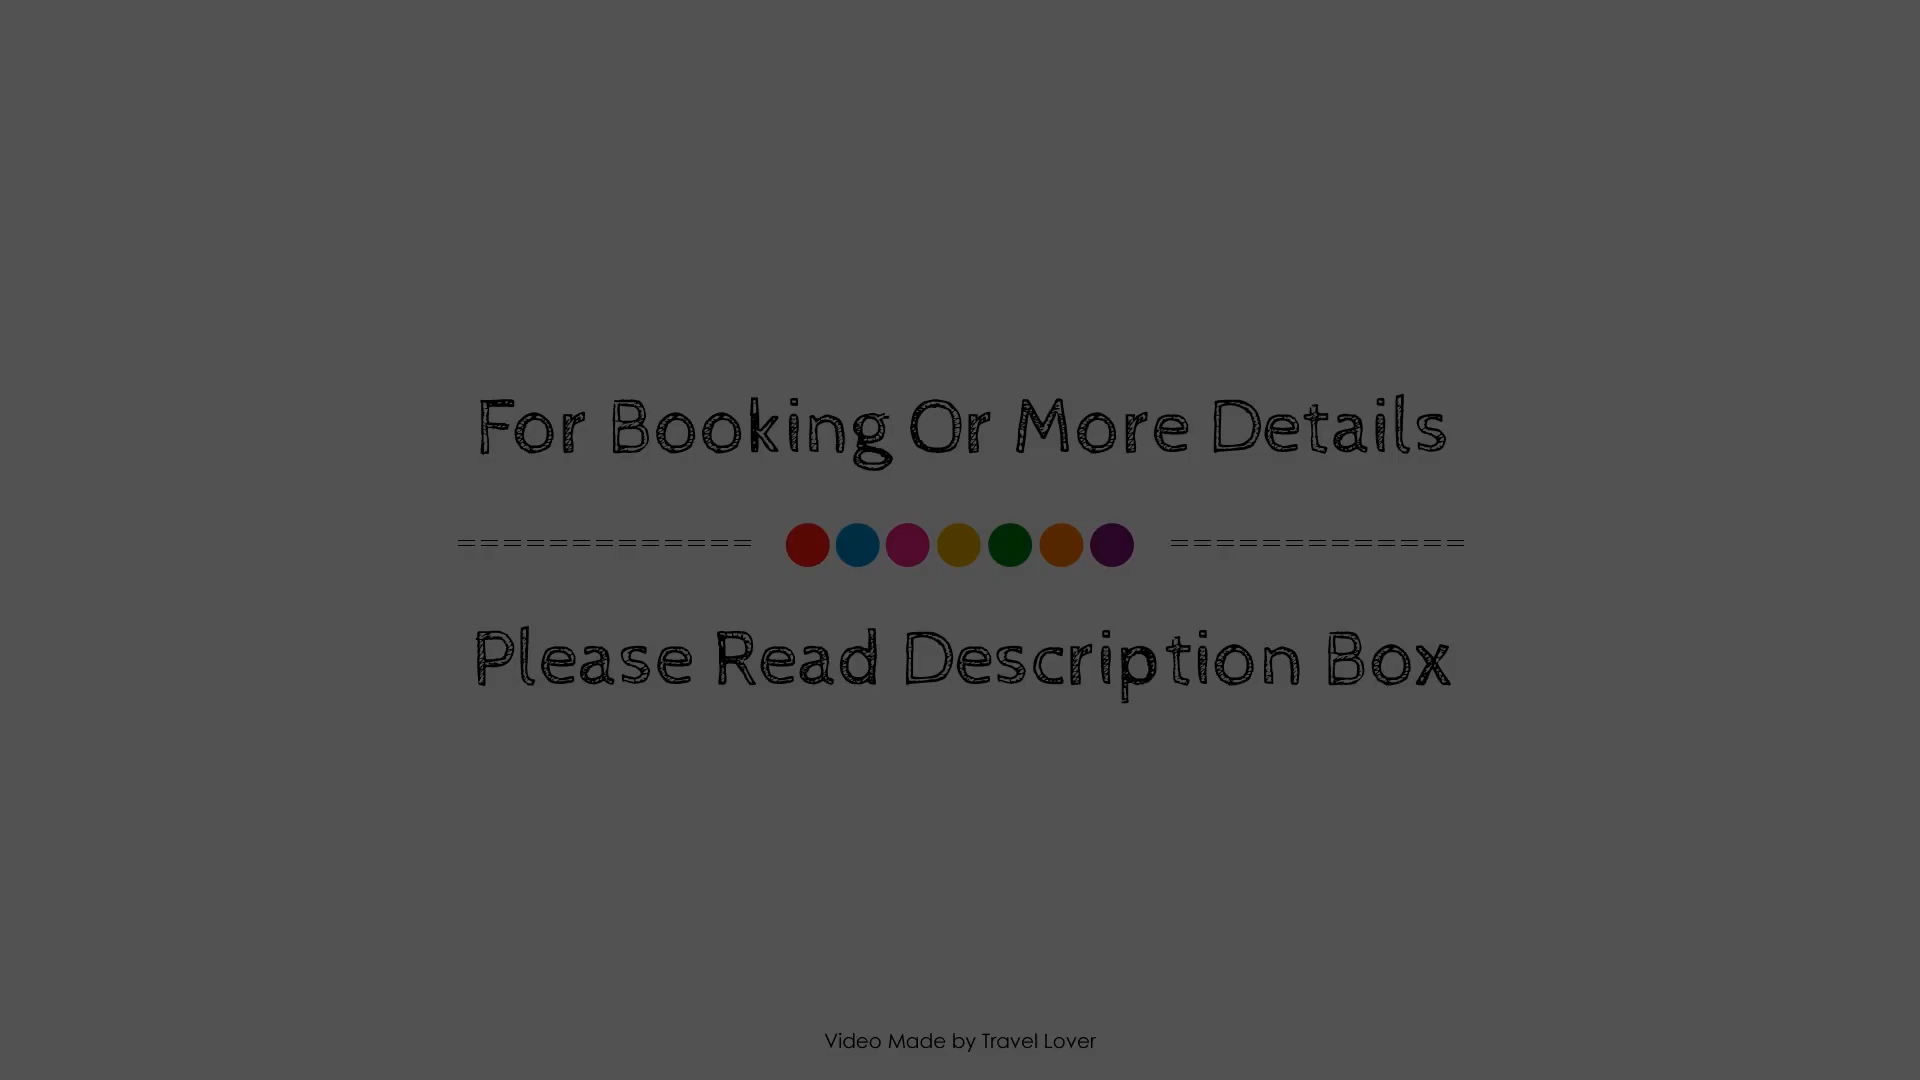 For Booking Or More Details
============= =============
Please Read Description Box
Video Made by Travel Lover